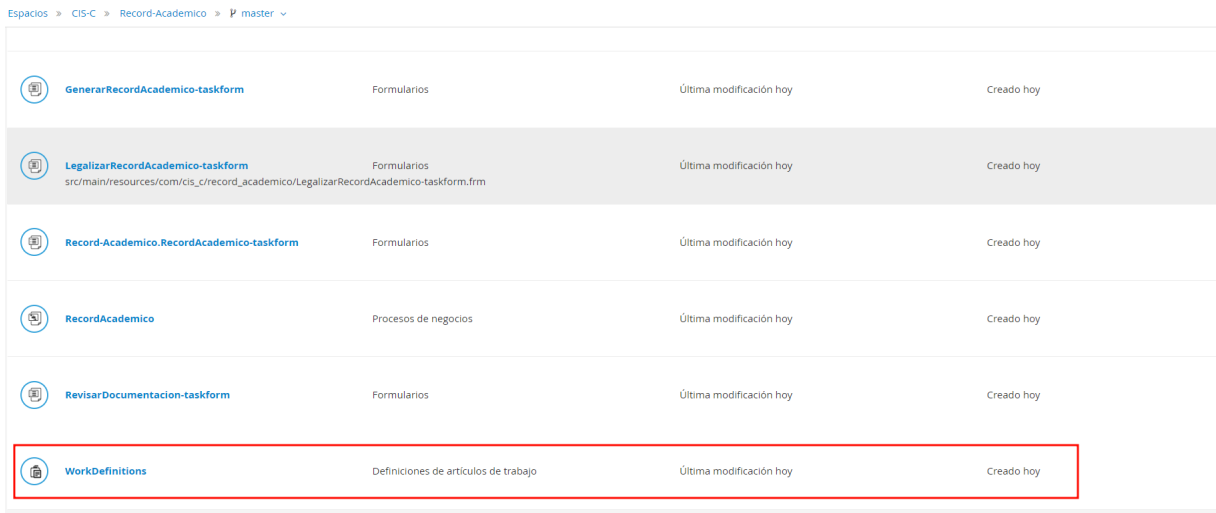 Espacios » CIS-C » Record-Academico » master
GenerarRecordAcademico-taskform Formularios Última modificación hoy Creado hoy
LegalizarRecordAcademico-taskform Formularios Última modificación hoy Creado hoy
src/main/resources/com/cis_c/record_academico/LegalizarRecordAcademico-taskform.frm
Record-Academico.RecordAcademico-taskform Formularios Última modificación hoy Creado hoy
RecordAcademico Procesos de negocios Última modificación hoy Creado hoy
RevisarDocumentacion-taskform Formularios Última modificación hoy Creado hoy
WorkDefinitions Definiciones de artículos de trabajo Última modificación hoy Creado hoy